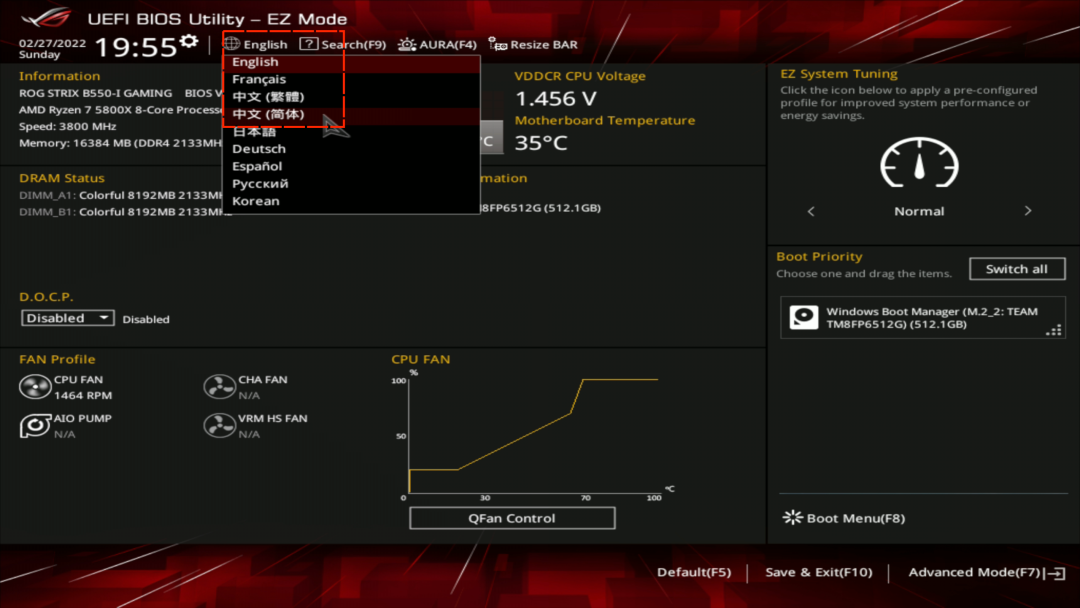 UEFI BIOS Utility – EZ Mode
02/27/2022
Sunday
19:55
English
Search(F9)
AURA(F4)
Resize BAR
English
Français
中文 (繁體)
中文 (简体)
日本語
Deutsch
Español
Русский
Korean
Information
ROG STRIX B550-I GAMING BIOS
AMD Ryzen 7 5800X 8-Core
Speed: 3800 MHz
Memory: 16384 MB (DDR4
VDDCR CPU Voltage
1.456 V
Motherboard Temperature
35°C
DRAM Status
DIMM_A1: Colorful 8192MB
DIMM_B1: Colorful 8192MB
(512.1GB)
D.O.C.P.
Disabled
Disabled
FAN Profile
CPU FAN
1464 RPM
CHA FAN
N/A
AIO PUMP
N/A
VRM HS FAN
N/A
CPU FAN
%
100
50
0
30
70
100
°C
QFan Control
EZ System Tuning
Click the icon below to apply a pre-configured
profile for improved system performance or
energy savings.
Normal
Boot Priority
Choose one and drag the items.
Switch all
Windows Boot Manager (M.2_2: TEAM
TM8FP6512G) (512.1GB)
Boot Menu(F8)
Default(F5)
Save & Exit(F10)
Advanced Mode(F7)